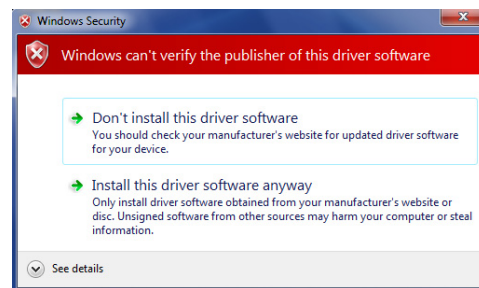 Windows Security
Windows can't verify the publisher of this driver software
Don't install this driver software
You should check your manufacturer's website for updated driver software
for your device.
Install this driver software anyway
Only install driver software obtained from your manufacturer's website or
disc. Unsigned software from other sources may harm your computer or steal
information.
See details